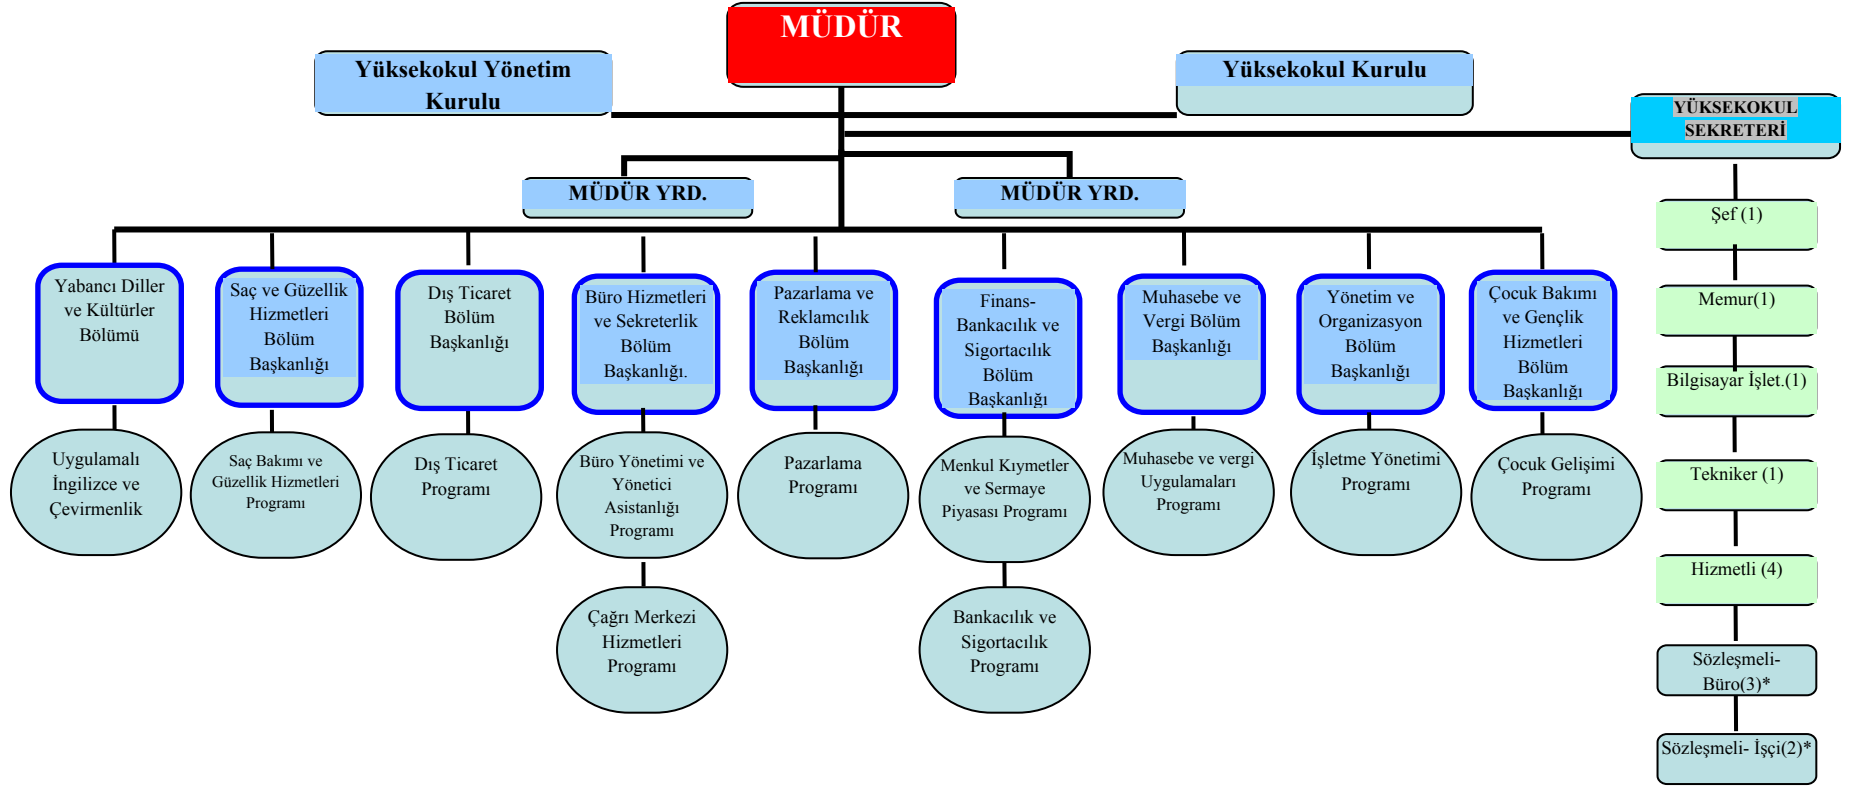 MÜDÜR
Yüksekokul Yönetim
Kurulu
Yüksekokul Kurulu
YÜKSEKOKUL
SEKRETERİ
MÜDÜR YRD.
MÜDÜR YRD.
Yabancı Diller
ve Kültürler
Bölümü
Saç ve Güzellik
Hizmetleri
Bölüm
Başkanlığı
Dış Ticaret
Bölüm
Başkanlığı
Büro Hizmetleri
ve Sekreterlik
Bölüm
Başkanlığı.
Pazarlama ve
Reklamcılık
Bölüm
Başkanlığı
Finans-
Bankacılık ve
Sigortacılık
Bölüm
Başkanlığı
Muhasebe ve
Vergi Bölüm
Başkanlığı
Yönetim ve
Organizasyon
Bölüm
Başkanlığı
Çocuk Bakımı
ve Gençlik
Hizmetleri
Bölüm
Başkanlığı
Uygulamalı
İngilizce ve
Çevirmenlik
Saç Bakımı ve
Güzellik Hizmetleri
Programı
Dış Ticaret
Programı
Büro Yönetimi ve
Yönetici
Asistanlığı
Programı
Pazarlama
Programı
Menkul Kıymetler
ve Sermaye
Piyasası Programı
Muhasebe ve vergi
Uygulamaları
Programı
İşletme Yönetimi
Programı
Çocuk Gelişimi
Programı
Çağrı Merkezi
Hizmetleri
Programı
Bankacılık ve
Sigortacılık
Programı
Şef (1)
Memur(1)
Bilgisayar İşlet.(1)
Tekniker (1)
Hizmetli (4)
Sözleşmeli-
Büro(3)*
Sözleşmeli- İşçi(2)*